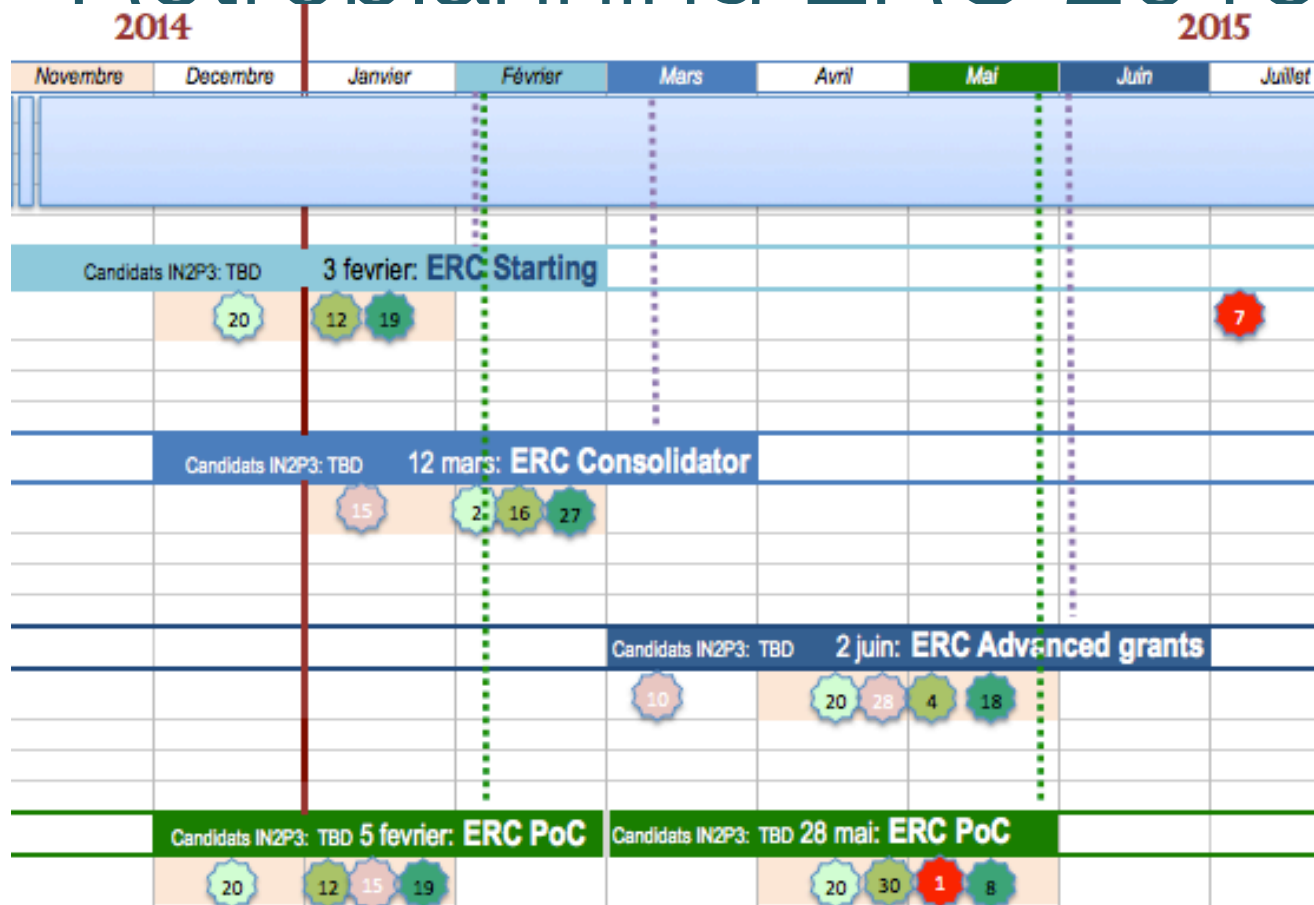 Retroplanning ERC 2015
2014 2015
Novembre Decembre Janvier Février Mars Avril Mai Juin Juillet
Candidats IN2P3: TBD 3 fevrier: ERC Starting
20 12 19 7
Candidats IN2P3: TBD 12 mars: ERC Consolidator
15 2 16 27
Candidats IN2P3: TBD 2 juin: ERC Advanced grants
10 20 28 4 18
Candidats IN2P3: TBD 5 fevrier: ERC PoC Candidats IN2P3: TBD 28 mai: ERC PoC
20 12 15 19 20 30 1 8